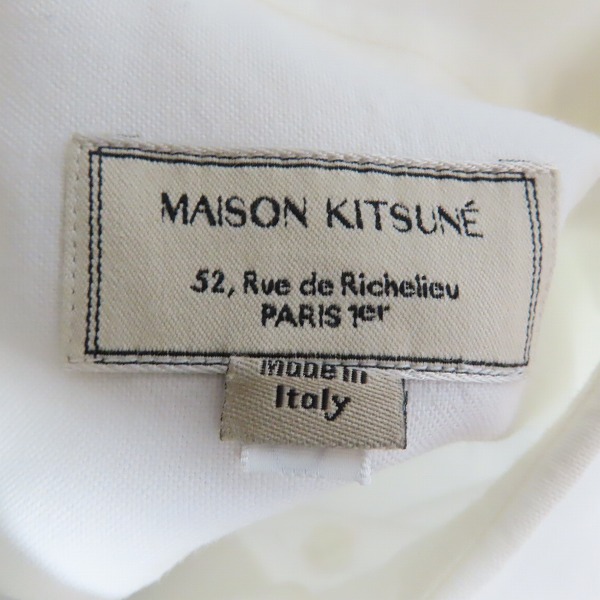 MAISON KITSUNÉ
52, Rue de Richelieu
PARIS 1er
Made in
Italy